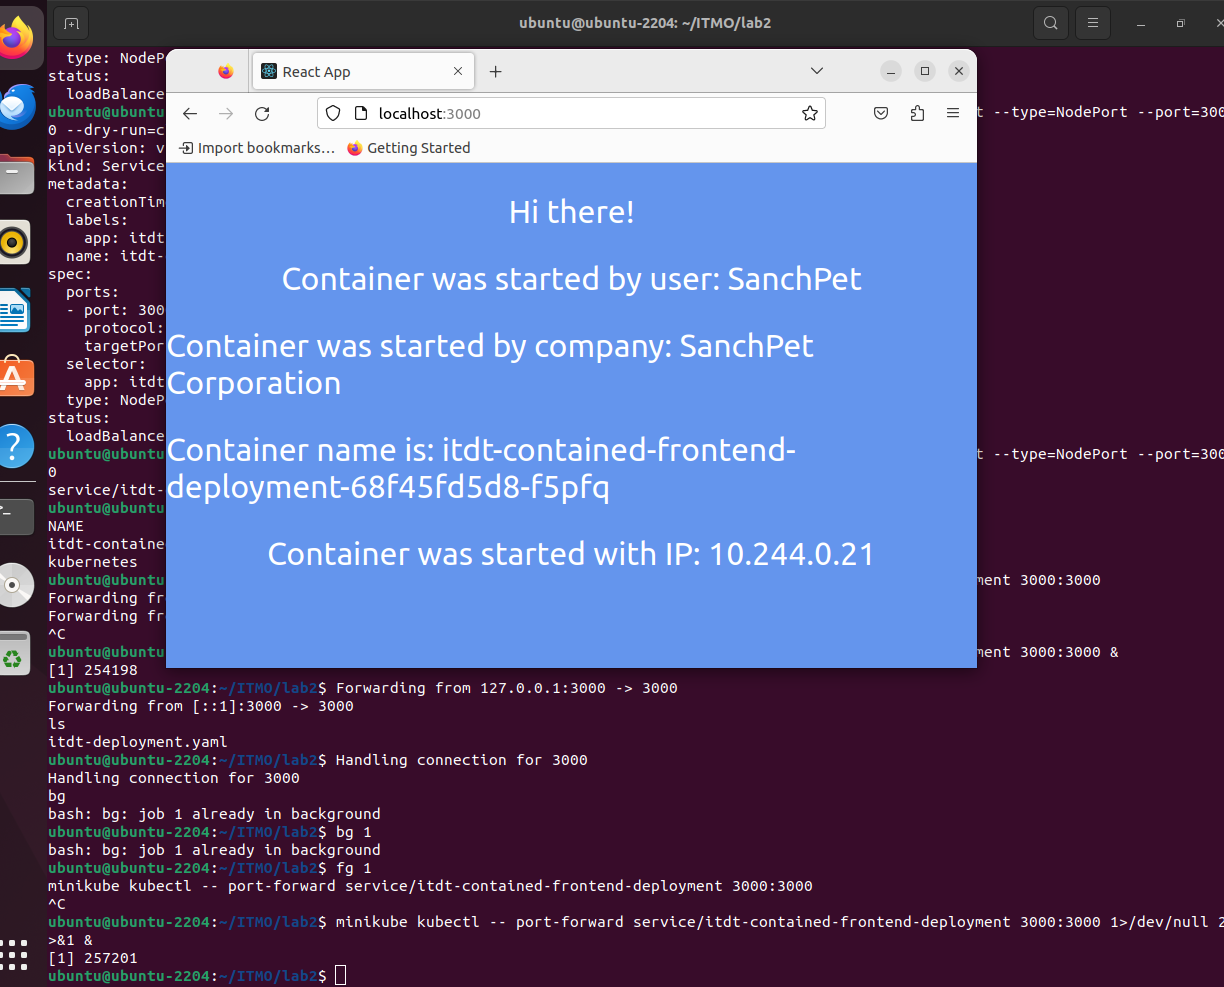 ubuntu@ubuntu-2204: ~/ITMO/lab2
React App
localhost:3000
Import bookmarks…
Getting Started
Hi there!
Container was started by user: SanchPet
Container was started by company: SanchPet
Corporation
Container name is: itdt-contained-frontend-
deployment-68f45fd5d8-f5pfq
Container was started with IP: 10.244.0.21
type: NodeP
status:
loadBalance
ubuntu@ubuntu t --type=NodePort --port=300
0 --dry-run=c
apiVersion: v
kind: Service
metadata:
creationTim
labels:
app: itdt
name: itdt-
spec:
ports:
- port: 300
protocol:
targetPor
selector:
app: itdt
type: NodeP
status:
loadBalance
ubuntu@ubuntu t --type=NodePort --port=300
0
service/itdt-
ubuntu@ubuntu
NAME
itdt-containe
kubernetes
ubuntu@ubuntu ment 3000:3000
Forwarding fr
Forwarding fr
^C
ubuntu@ubuntu ment 3000:3000 &
[1] 254198
ubuntu@ubuntu-2204:~/ITMO/lab2$ Forwarding from 127.0.0.1:3000 -> 3000
Forwarding from [::1]:3000 -> 3000
ls
itdt-deployment.yaml
ubuntu@ubuntu-2204:~/ITMO/lab2$ Handling connection for 3000
Handling connection for 3000
bg
bash: bg: job 1 already in background
ubuntu@ubuntu-2204:~/ITMO/lab2$ bg 1
bash: bg: job 1 already in background
ubuntu@ubuntu-2204:~/ITMO/lab2$ fg 1
minikube kubectl -- port-forward service/itdt-contained-frontend-deployment 3000:3000
^C
ubuntu@ubuntu-2204:~/ITMO/lab2$ minikube kubectl -- port-forward service/itdt-contained-frontend-deployment 3000:3000 1>/dev/null 2
>&1 &
[1] 257201
ubuntu@ubuntu-2204:~/ITMO/lab2$